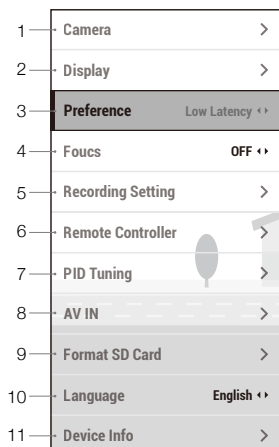 1 Camera
2 Display
3 Preference Low Latency
4 Foucs OFF
5 Recording Setting
6 Remote Controller
7 PID Tuning
8 AV IN
9 Format SD Card
10 Language English
11 Device Info